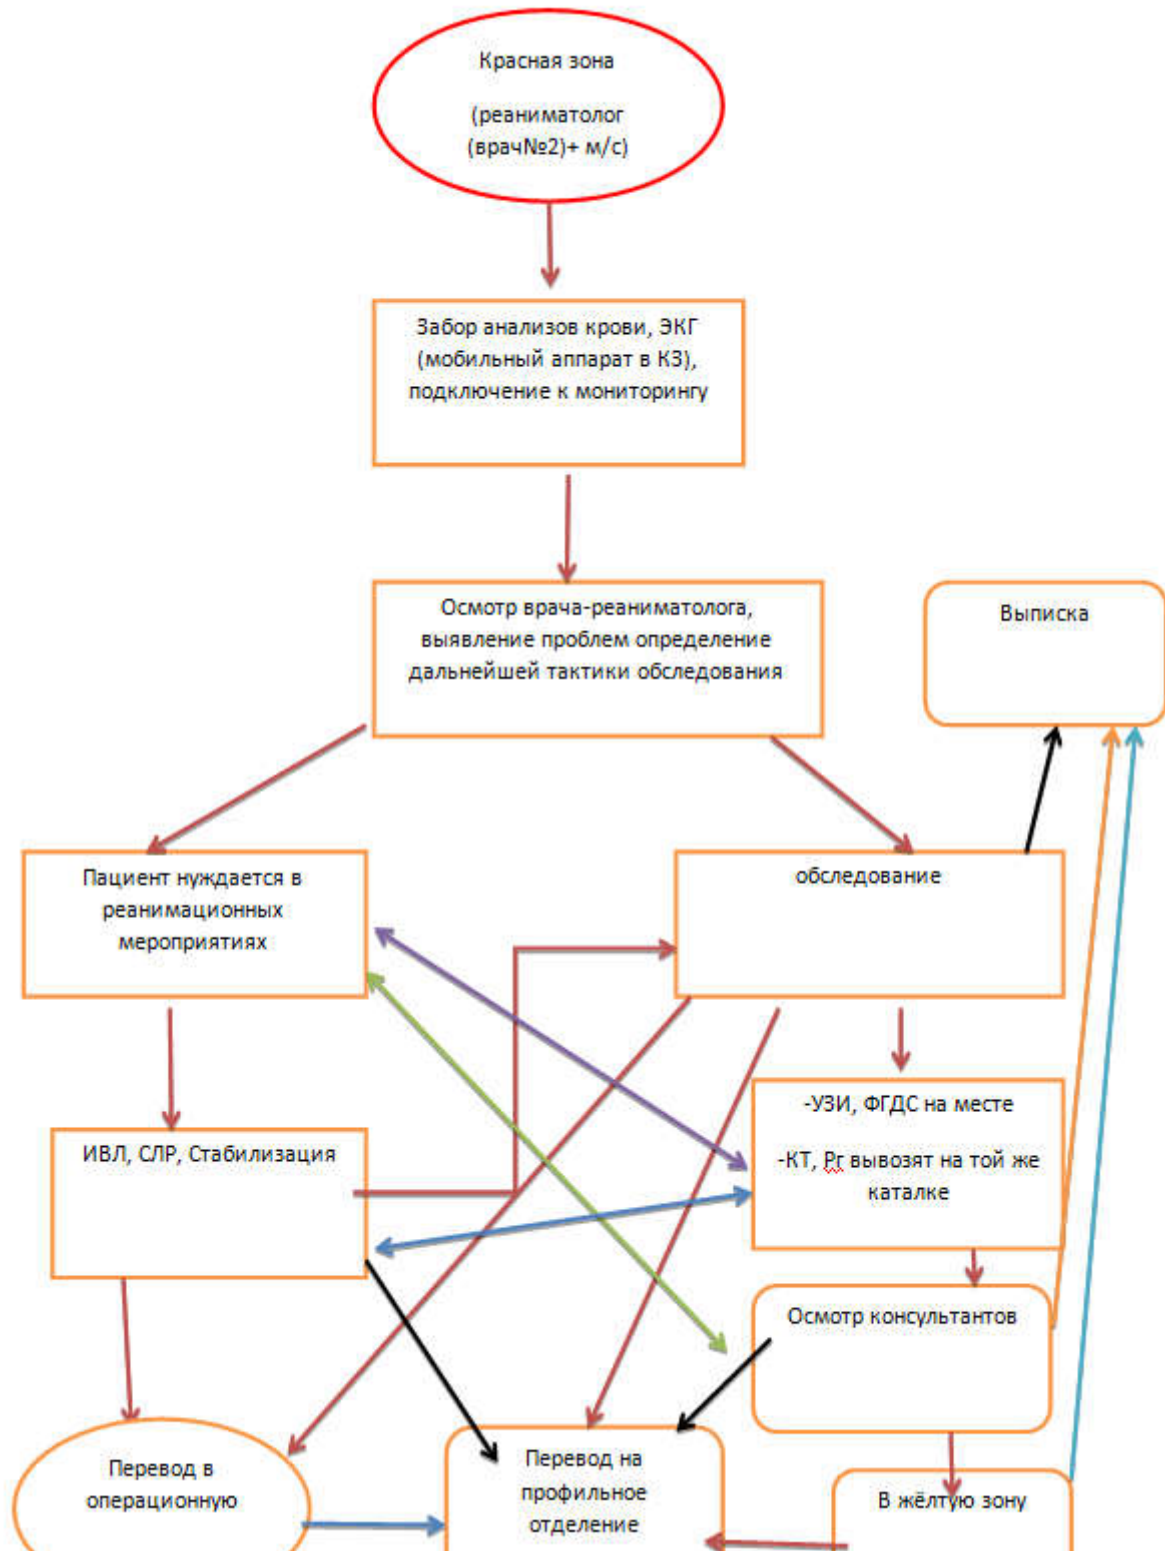 Красная зона
(реаниматолог
(врач№2)+ м/с)
Забор анализов крови, ЭКГ
(мобильный аппарат в КЗ),
подключение к мониторингу
Осмотр врача-реаниматолога,
выявление проблем определение
дальнейшей тактики обследования
Выписка
Пациент нуждается в
реанимационных
мероприятиях
обследование
-УЗИ, ФГДС на месте
-КТ, Рг вывозят на той же
каталке
ИВЛ, СЛР, Стабилизация
Осмотр консультантов
Перевод в
операционную
Перевод на
профильное
отделение
В жёлтую зону